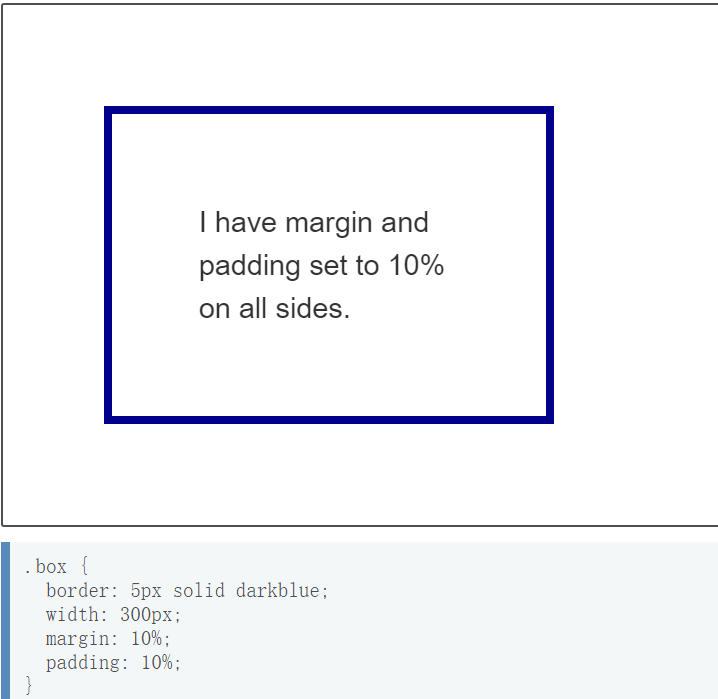 I have margin and
padding set to 10%
on all sides.
.box {
border: 5px solid darkblue;
width: 300px;
margin: 10%;
padding: 10%;
}